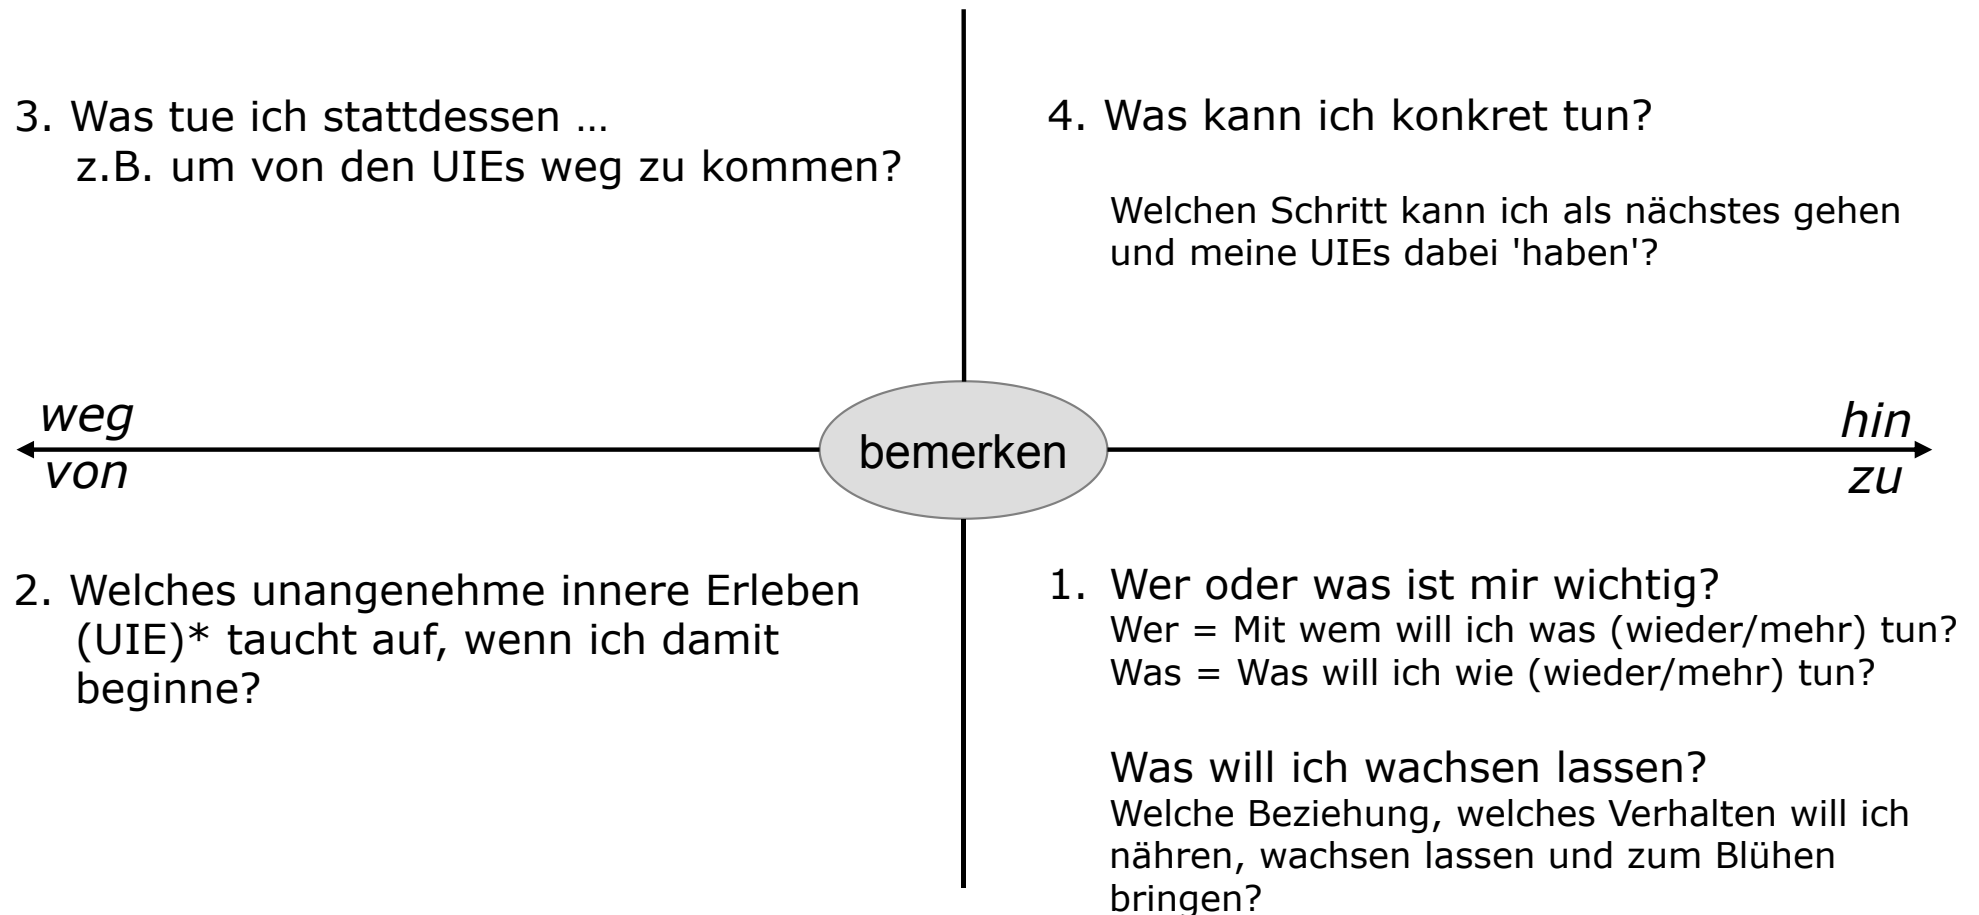 3. Was tue ich stattdessen …
z.B. um von den UIEs weg zu kommen?
4. Was kann ich konkret tun?
Welchen Schritt kann ich als nächstes gehen
und meine UIEs dabei 'haben'?
weg
von
bemerken
hin
zu
2. Welches unangenehme innere Erleben
(UIE)* taucht auf, wenn ich damit
beginne?
1. Wer oder was ist mir wichtig?
Wer = Mit wem will ich was (wieder/mehr) tun?
Was = Was will ich wie (wieder/mehr) tun?
Was will ich wachsen lassen?
Welche Beziehung, welches Verhalten will ich
nähren, wachsen lassen und zum Blühen
bringen?